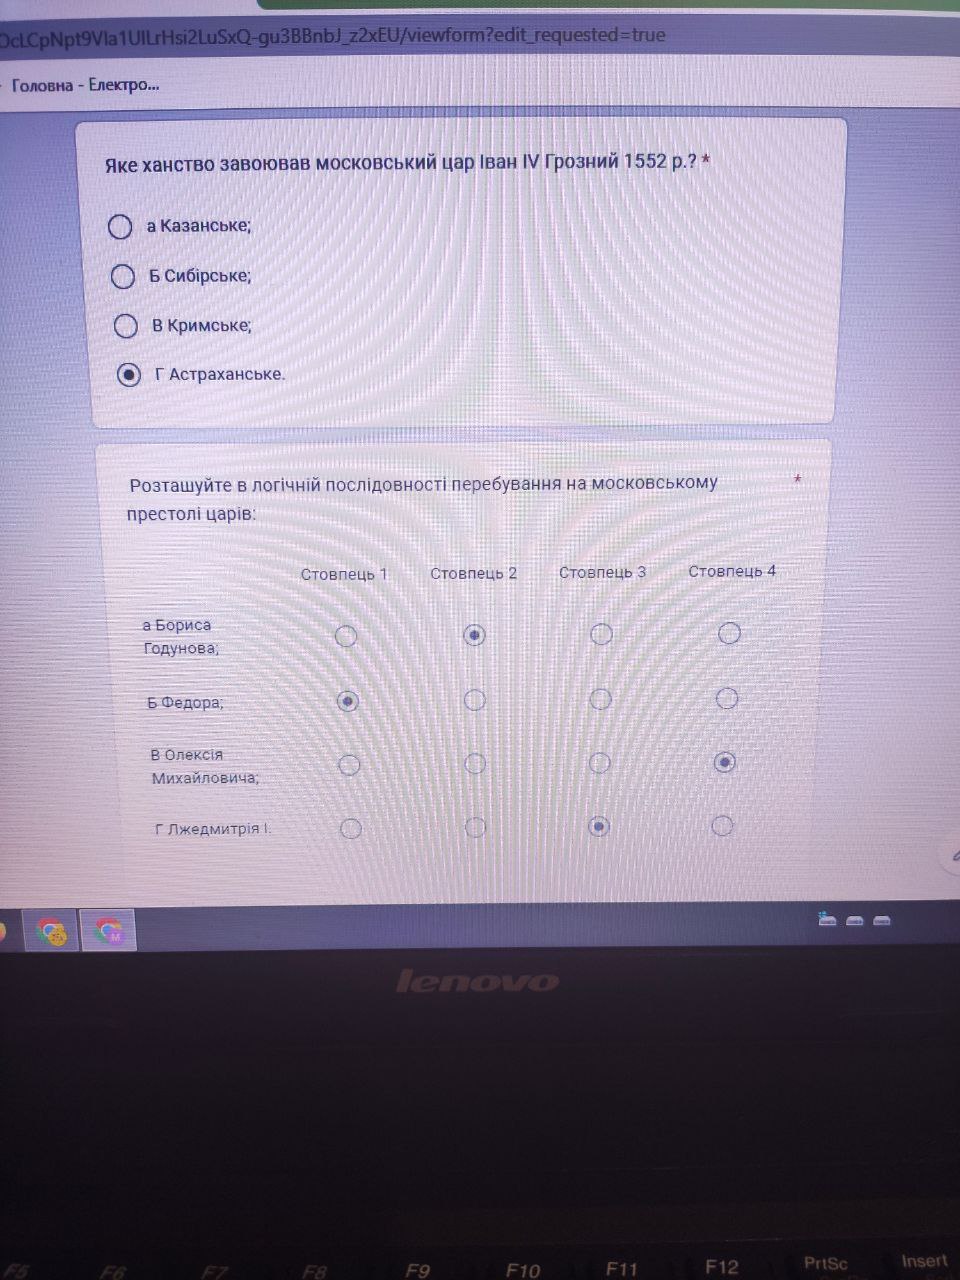 OcLCpNpt9Vla1UlLrHsi2LuSxQ-gu3BBnbJ_z2xEU/viewform?edit_requested=true
Головна - Електро...
Яке ханство завоював московський цар Іван IV Грозний 1552 р.? *
а Казанське;
Б Сибірське;
В Кримське;
Г Астраханське.
Розташуйте в логічній послідовності перебування на московському *
престолі царів:
Стовпець 1 Стовпець 2 Стовпець 3 Стовпець 4
а Бориса
Годунова;
Б Федора;
В Олексія
Михайловича;
Г Лжедмитрія І.
M
lenovo
F5 F6 F7 F8 F9 F10 F11 F12 PrtSc Insert